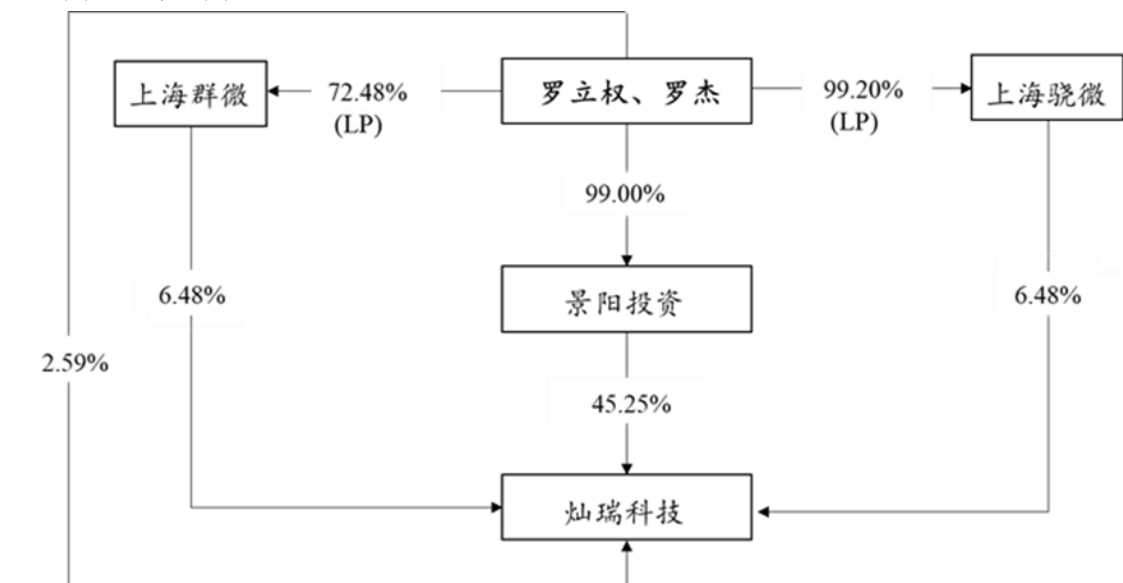 上海群微
72.48%
(LP)
罗立权、罗杰
99.20%
(LP)
上海骁微
99.00%
6.48%
景阳投资
6.48%
2.59%
45.25%
灿瑞科技